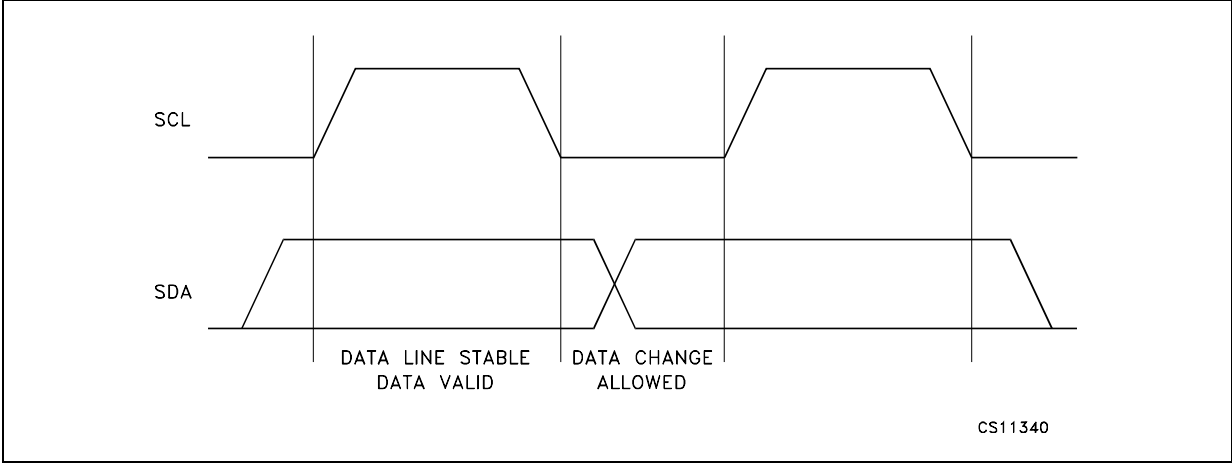 SCL
SDA
DATA LINE STABLE
DATA VALID
DATA CHANGE
ALLOWED
CS11340